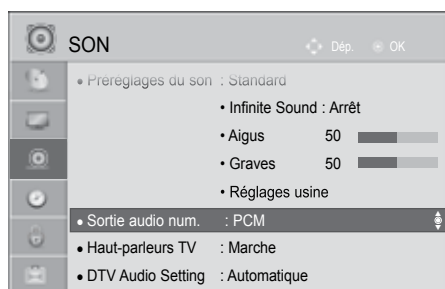 SON Dép. OK
• Préréglages du son : Standard
• Infinite Sound : Arrêt
• Aigus 50
• Graves 50
• Réglages usine
• Sortie audio num. : PCM
• Haut-parleurs TV : Marche
• DTV Audio Setting : Automatique